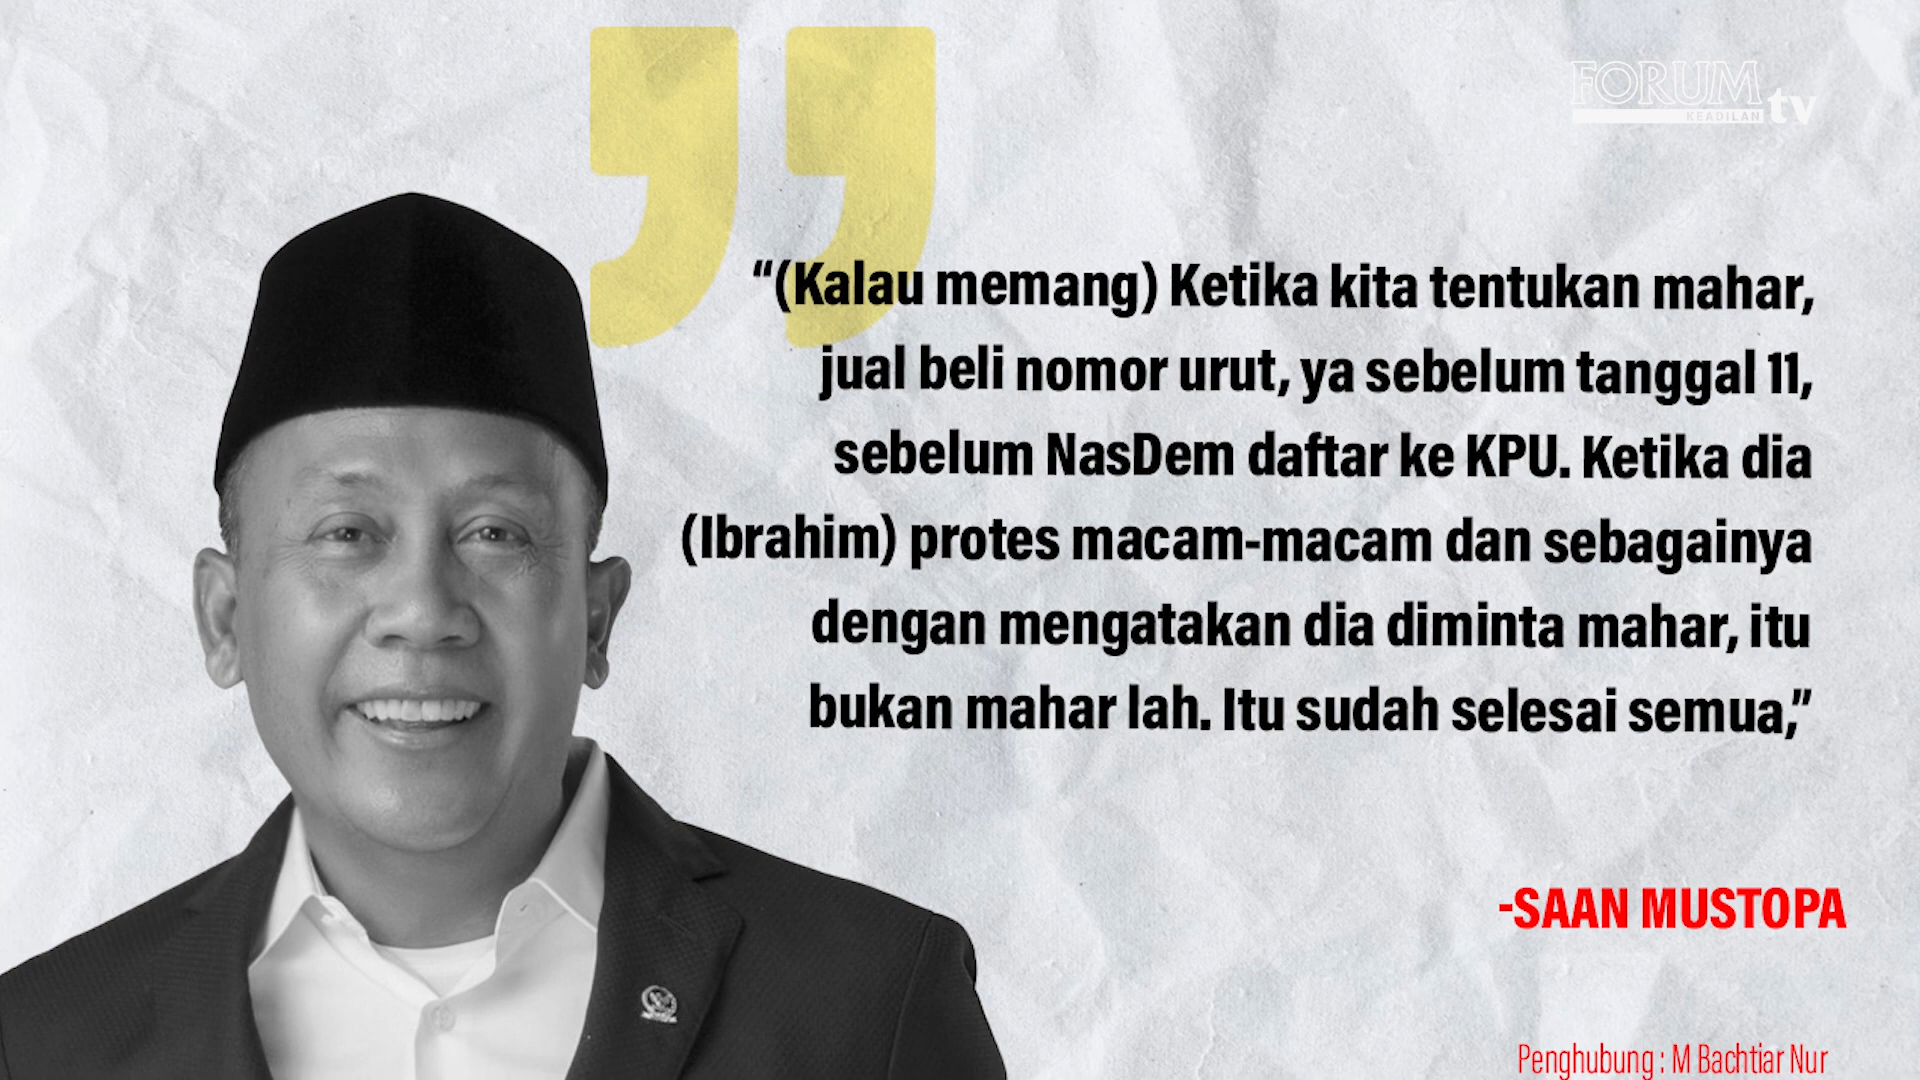 FORUM
KEADILAN
tv
“(Kalau memang) Ketika kita tentukan mahar,
jual beli nomor urut, ya sebelum tanggal 11,
sebelum NasDem daftar ke KPU. Ketika dia
(Ibrahim) protes macam-macam dan sebagainya
dengan mengatakan dia diminta mahar, itu
bukan mahar lah. Itu sudah selesai semua,”
-SAAN MUSTOPA
Penghubung : M Bachtiar Nur